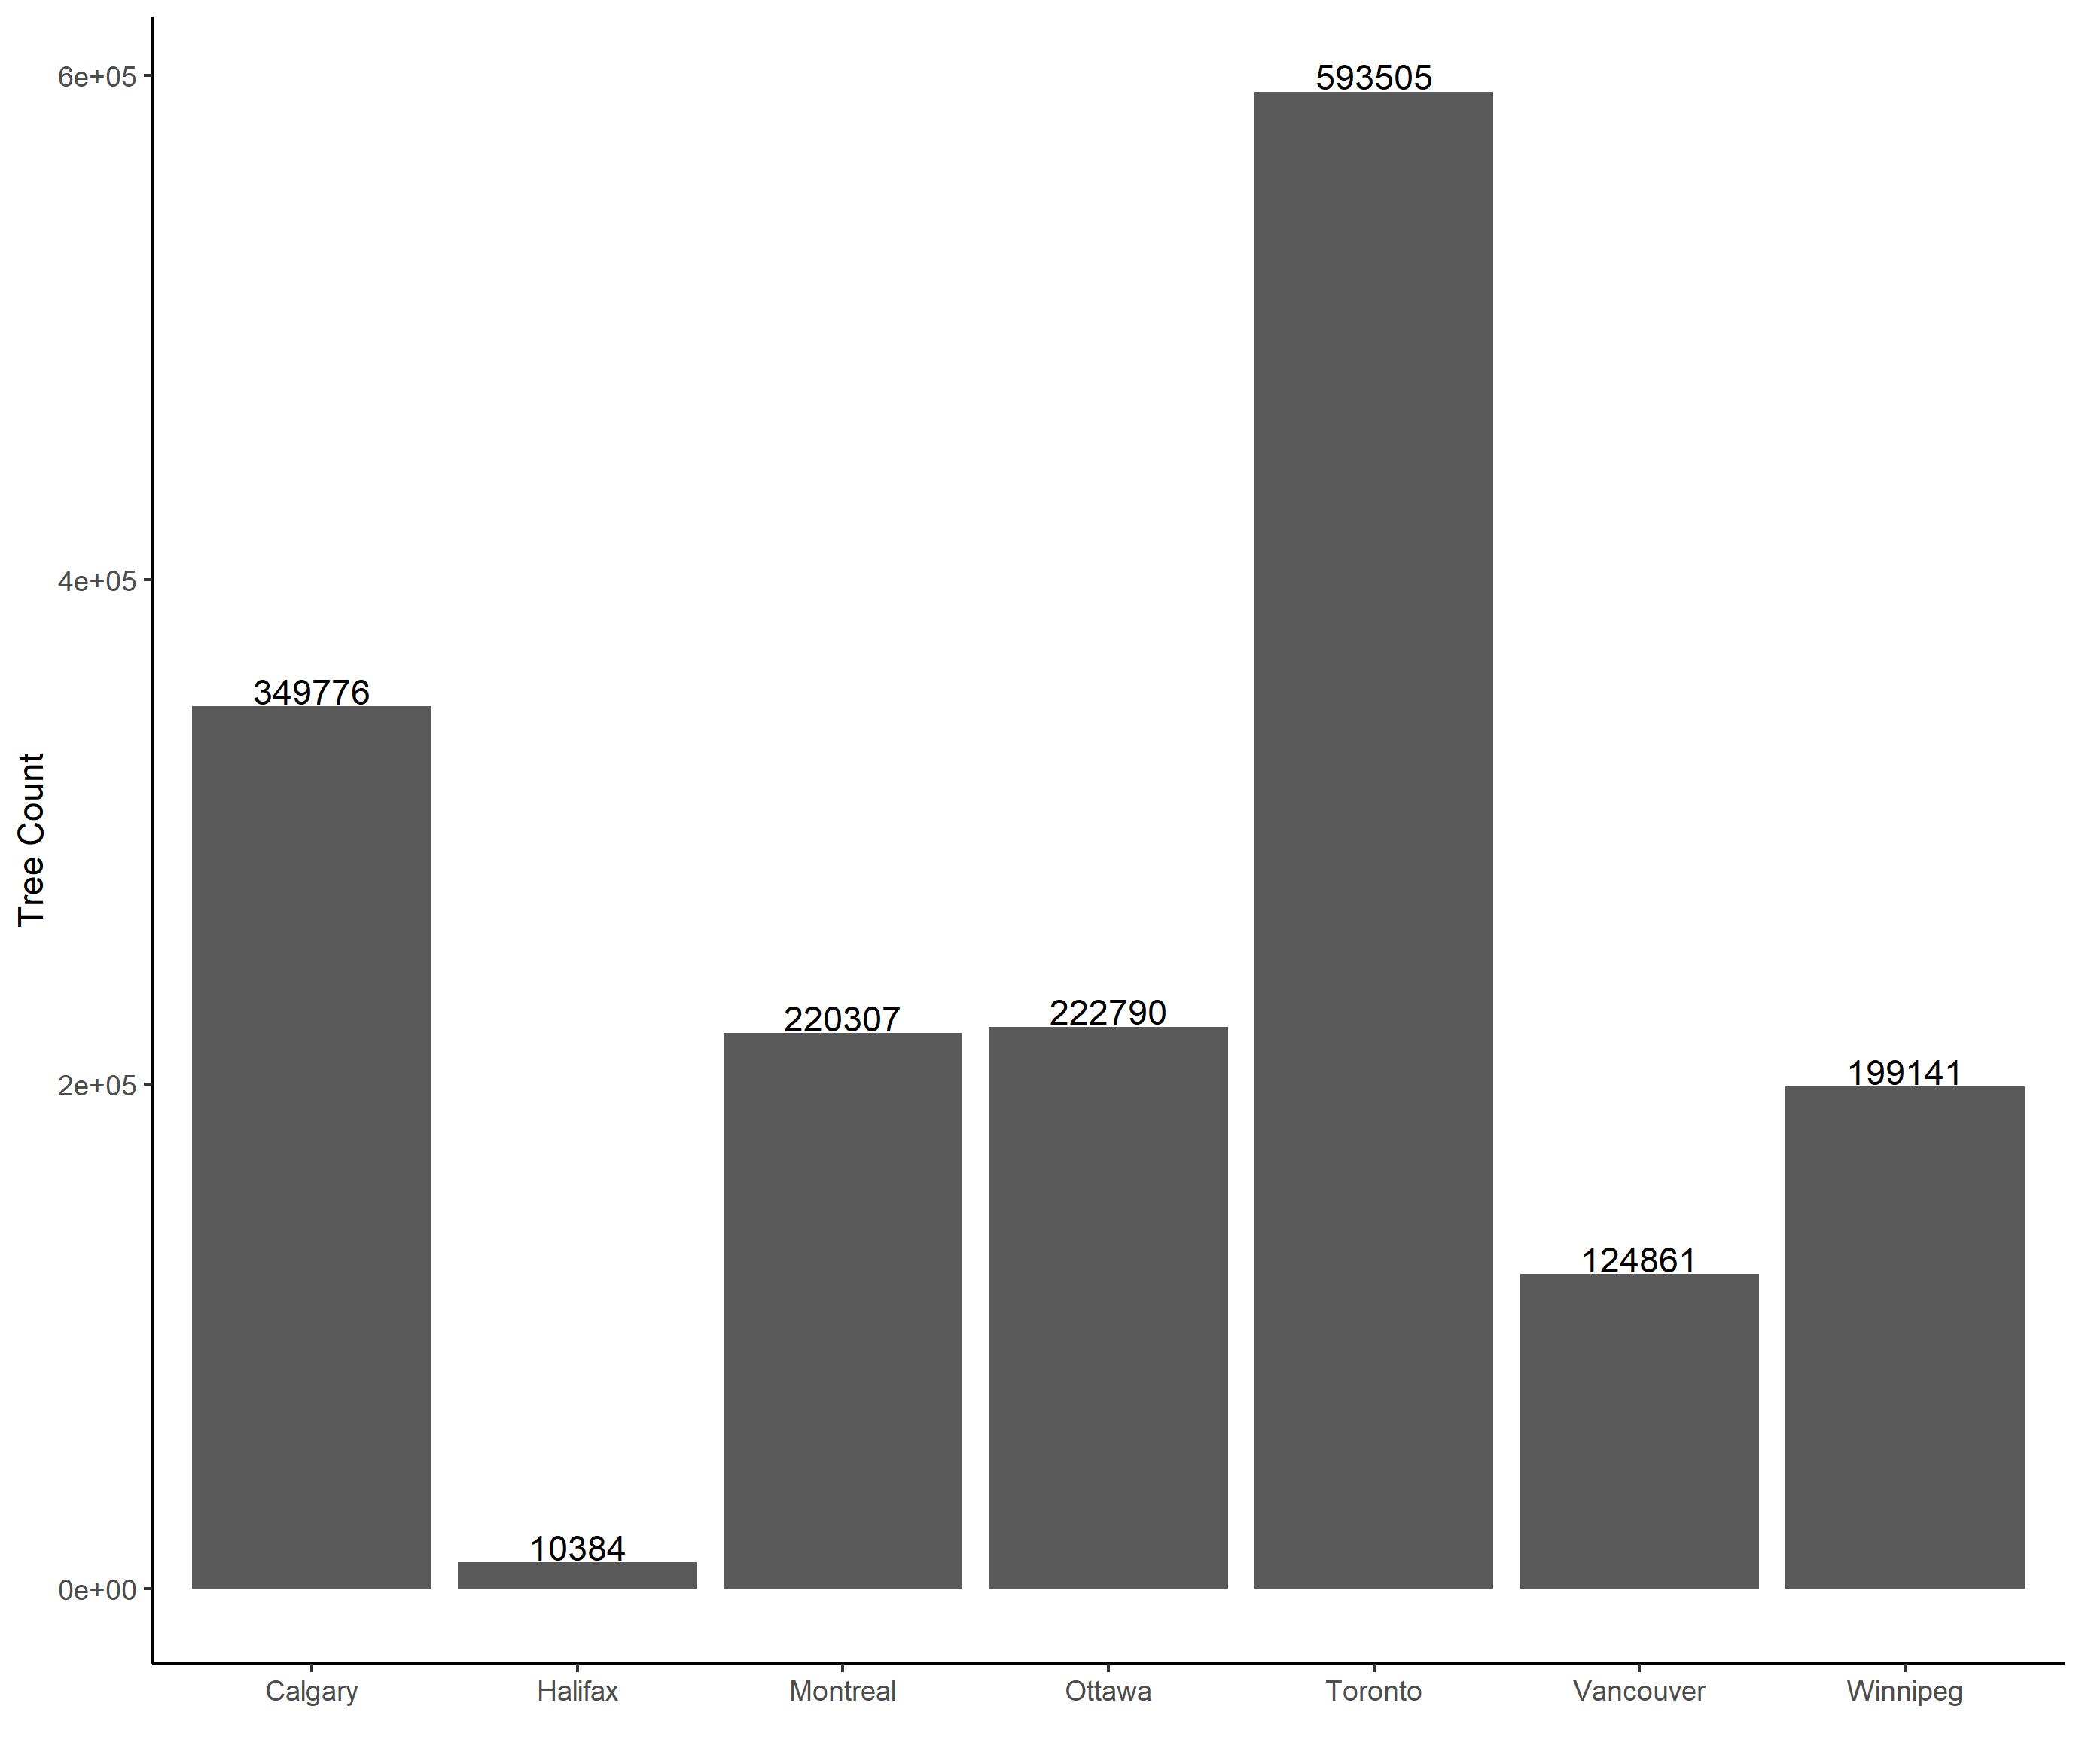 Tree Count
6e+05
4e+05
2e+05
0e+00
349776
10384
220307
222790
593505
124861
199141
Calgary
Halifax
Montreal
Ottawa
Toronto
Vancouver
Winnipeg